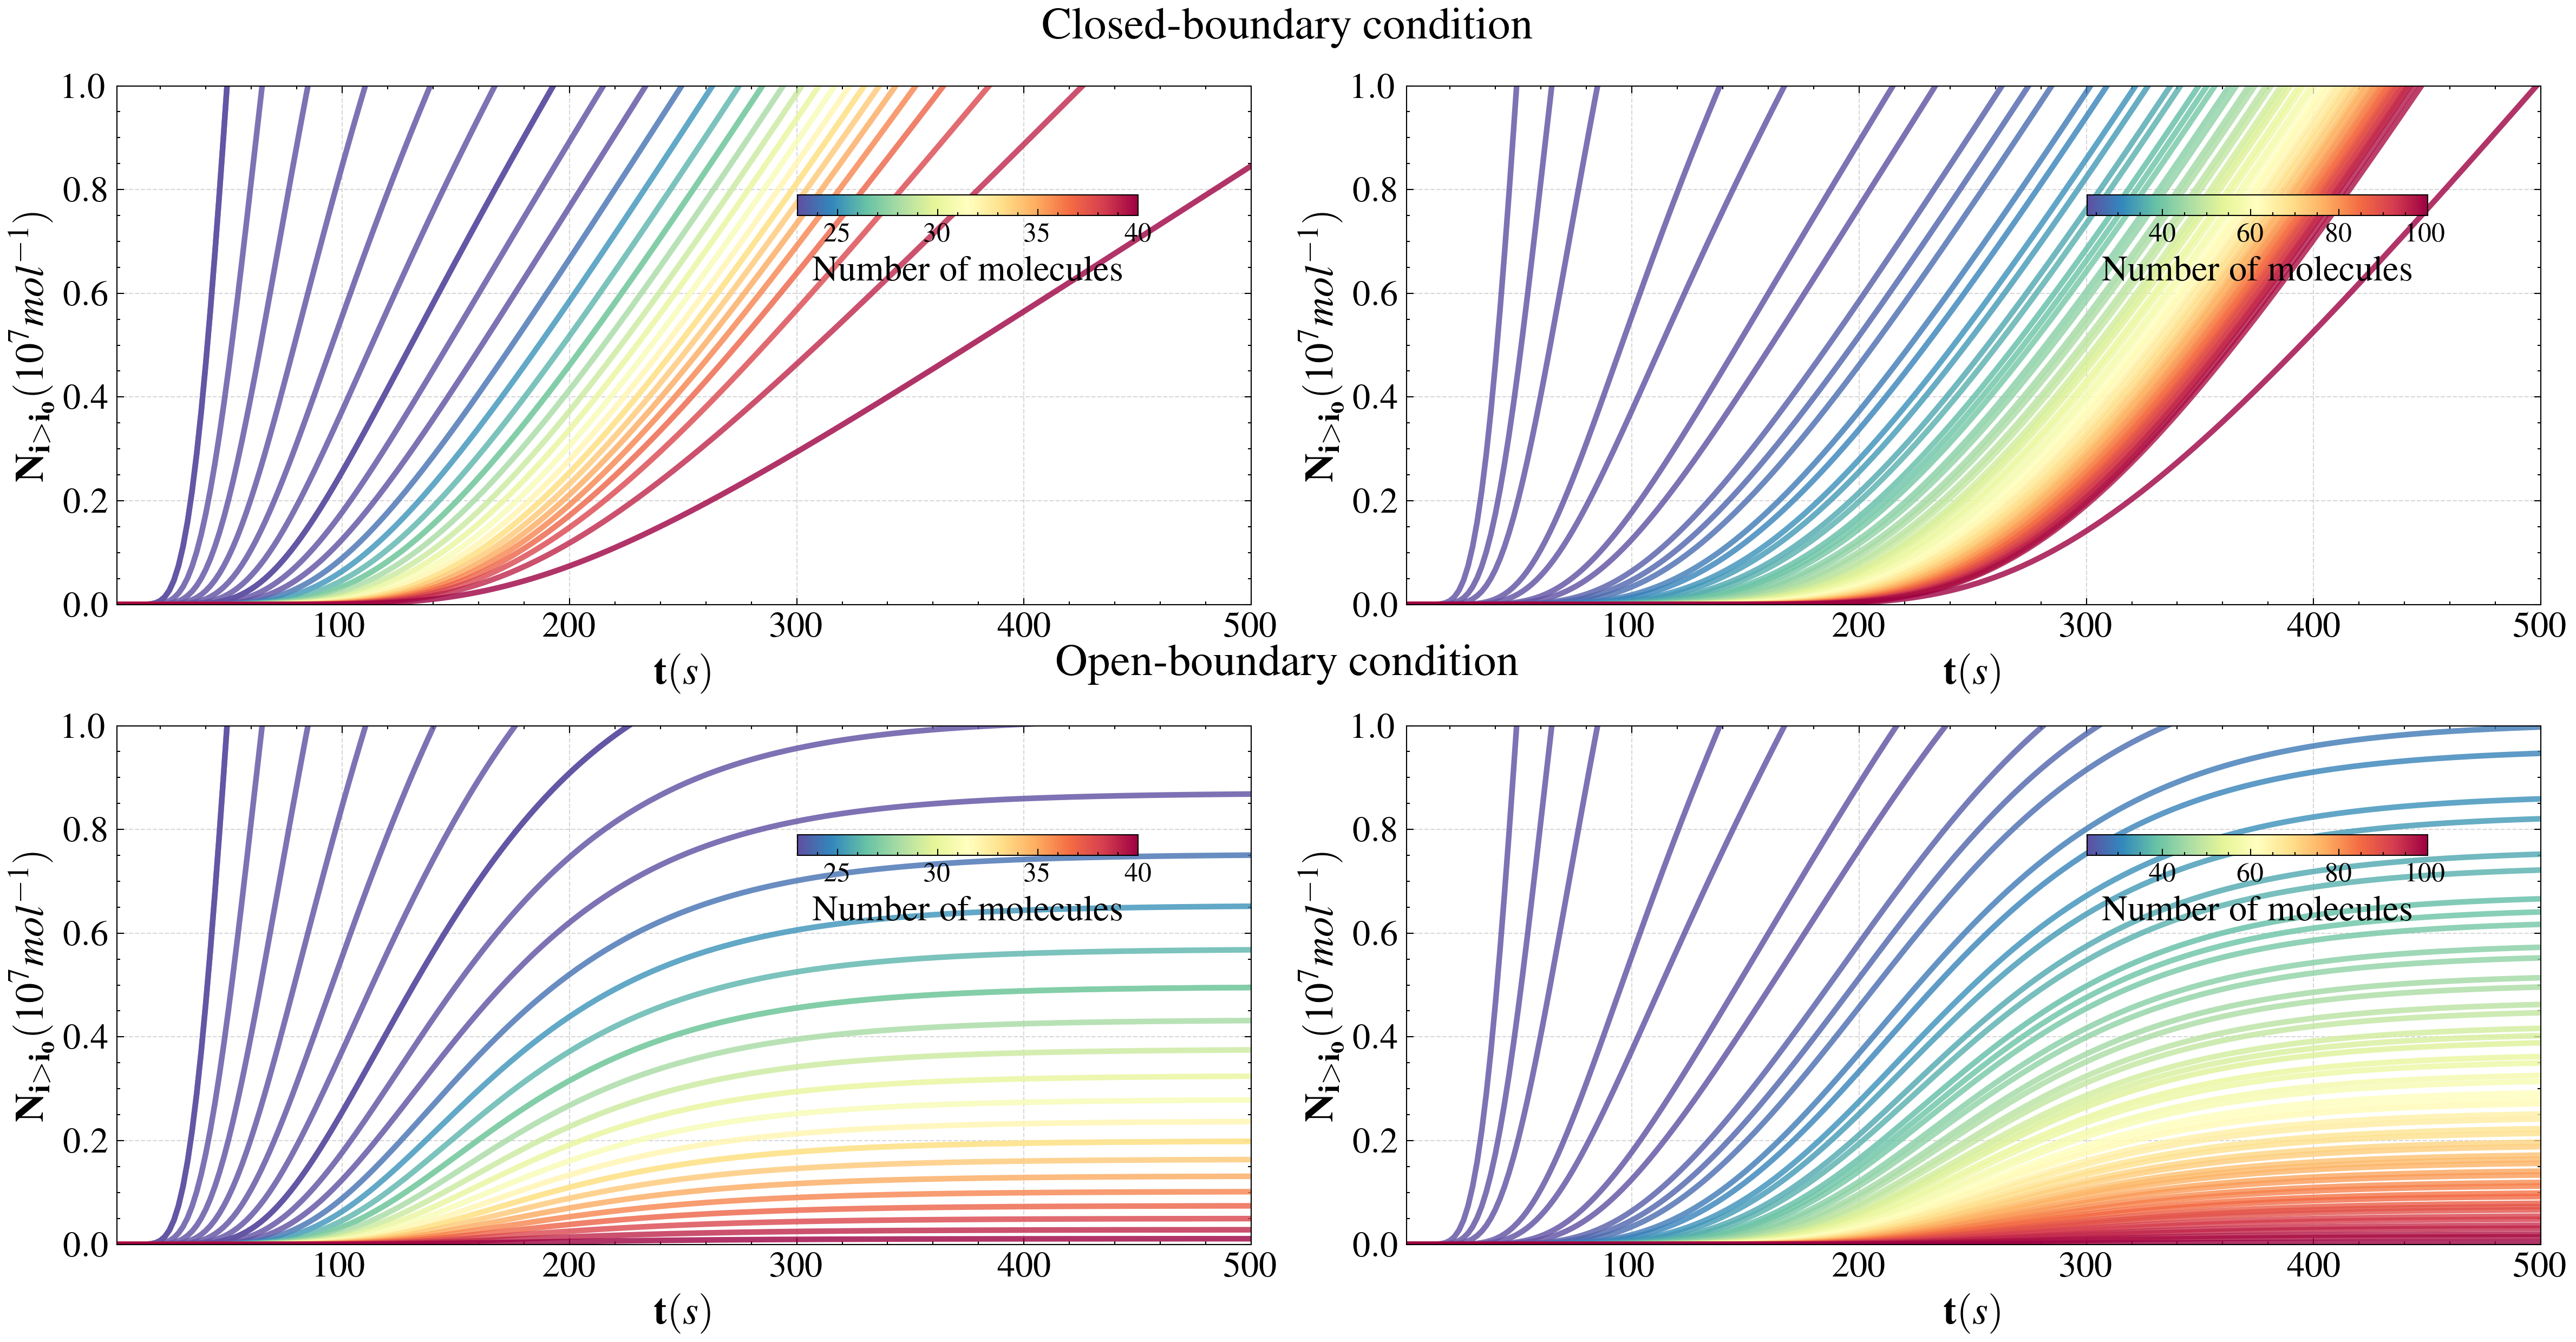 Closed-boundary condition
1.0
0.8
0.6
0.4
0.2
0.0
N_{i>i_o}(10^7 mol^{-1})
25 30 35 40
Number of molecules
100 200 300 400 500
t(s)
1.0
0.8
0.6
0.4
0.2
0.0
N_{i>i_o}(10^7 mol^{-1})
40 60 80 100
Number of molecules
100 200 300 400 500
t(s)
Open-boundary condition
1.0
0.8
0.6
0.4
0.2
0.0
N_{i>i_o}(10^7 mol^{-1})
25 30 35 40
Number of molecules
100 200 300 400 500
t(s)
1.0
0.8
0.6
0.4
0.2
0.0
N_{i>i_o}(10^7 mol^{-1})
40 60 80 100
Number of molecules
100 200 300 400 500
t(s)